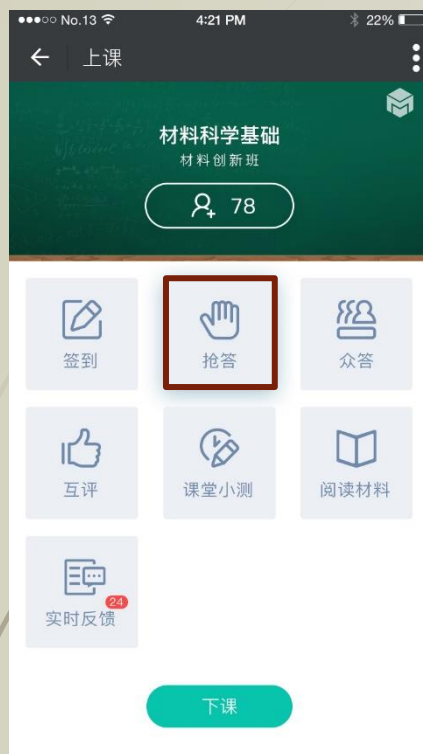 No.13 4:21 PM 22%
上课
材料科学基础
材料创新班
78
签到 抢答 众答
互评 课堂小测 阅读材料
24
实时反馈
下课